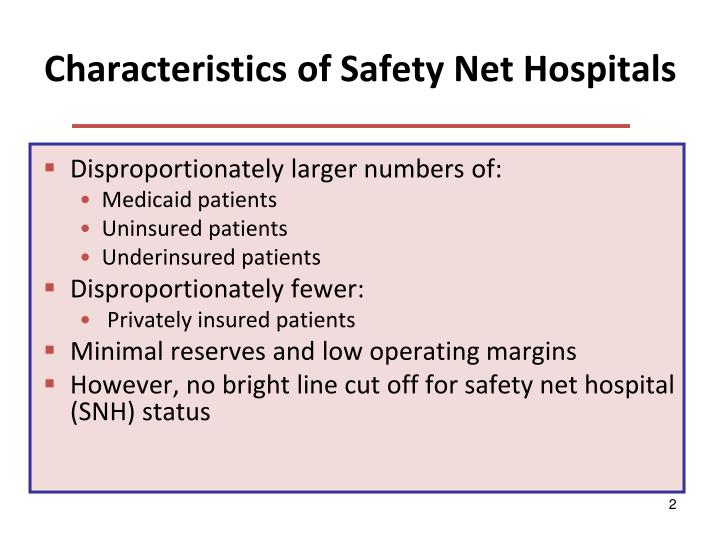 Characteristics of Safety Net Hospitals
▪ Disproportionately larger numbers of:
• Medicaid patients
• Uninsured patients
• Underinsured patients
▪ Disproportionately fewer:
• Privately insured patients
▪ Minimal reserves and low operating margins
▪ However, no bright line cut off for safety net hospital
(SNH) status
2